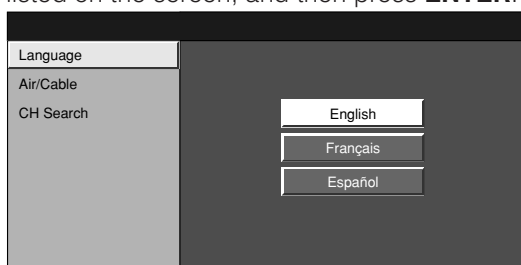 listed on the screen, and then press ENTER.
Language
Air/Cable
CH Search
English
Français
Español